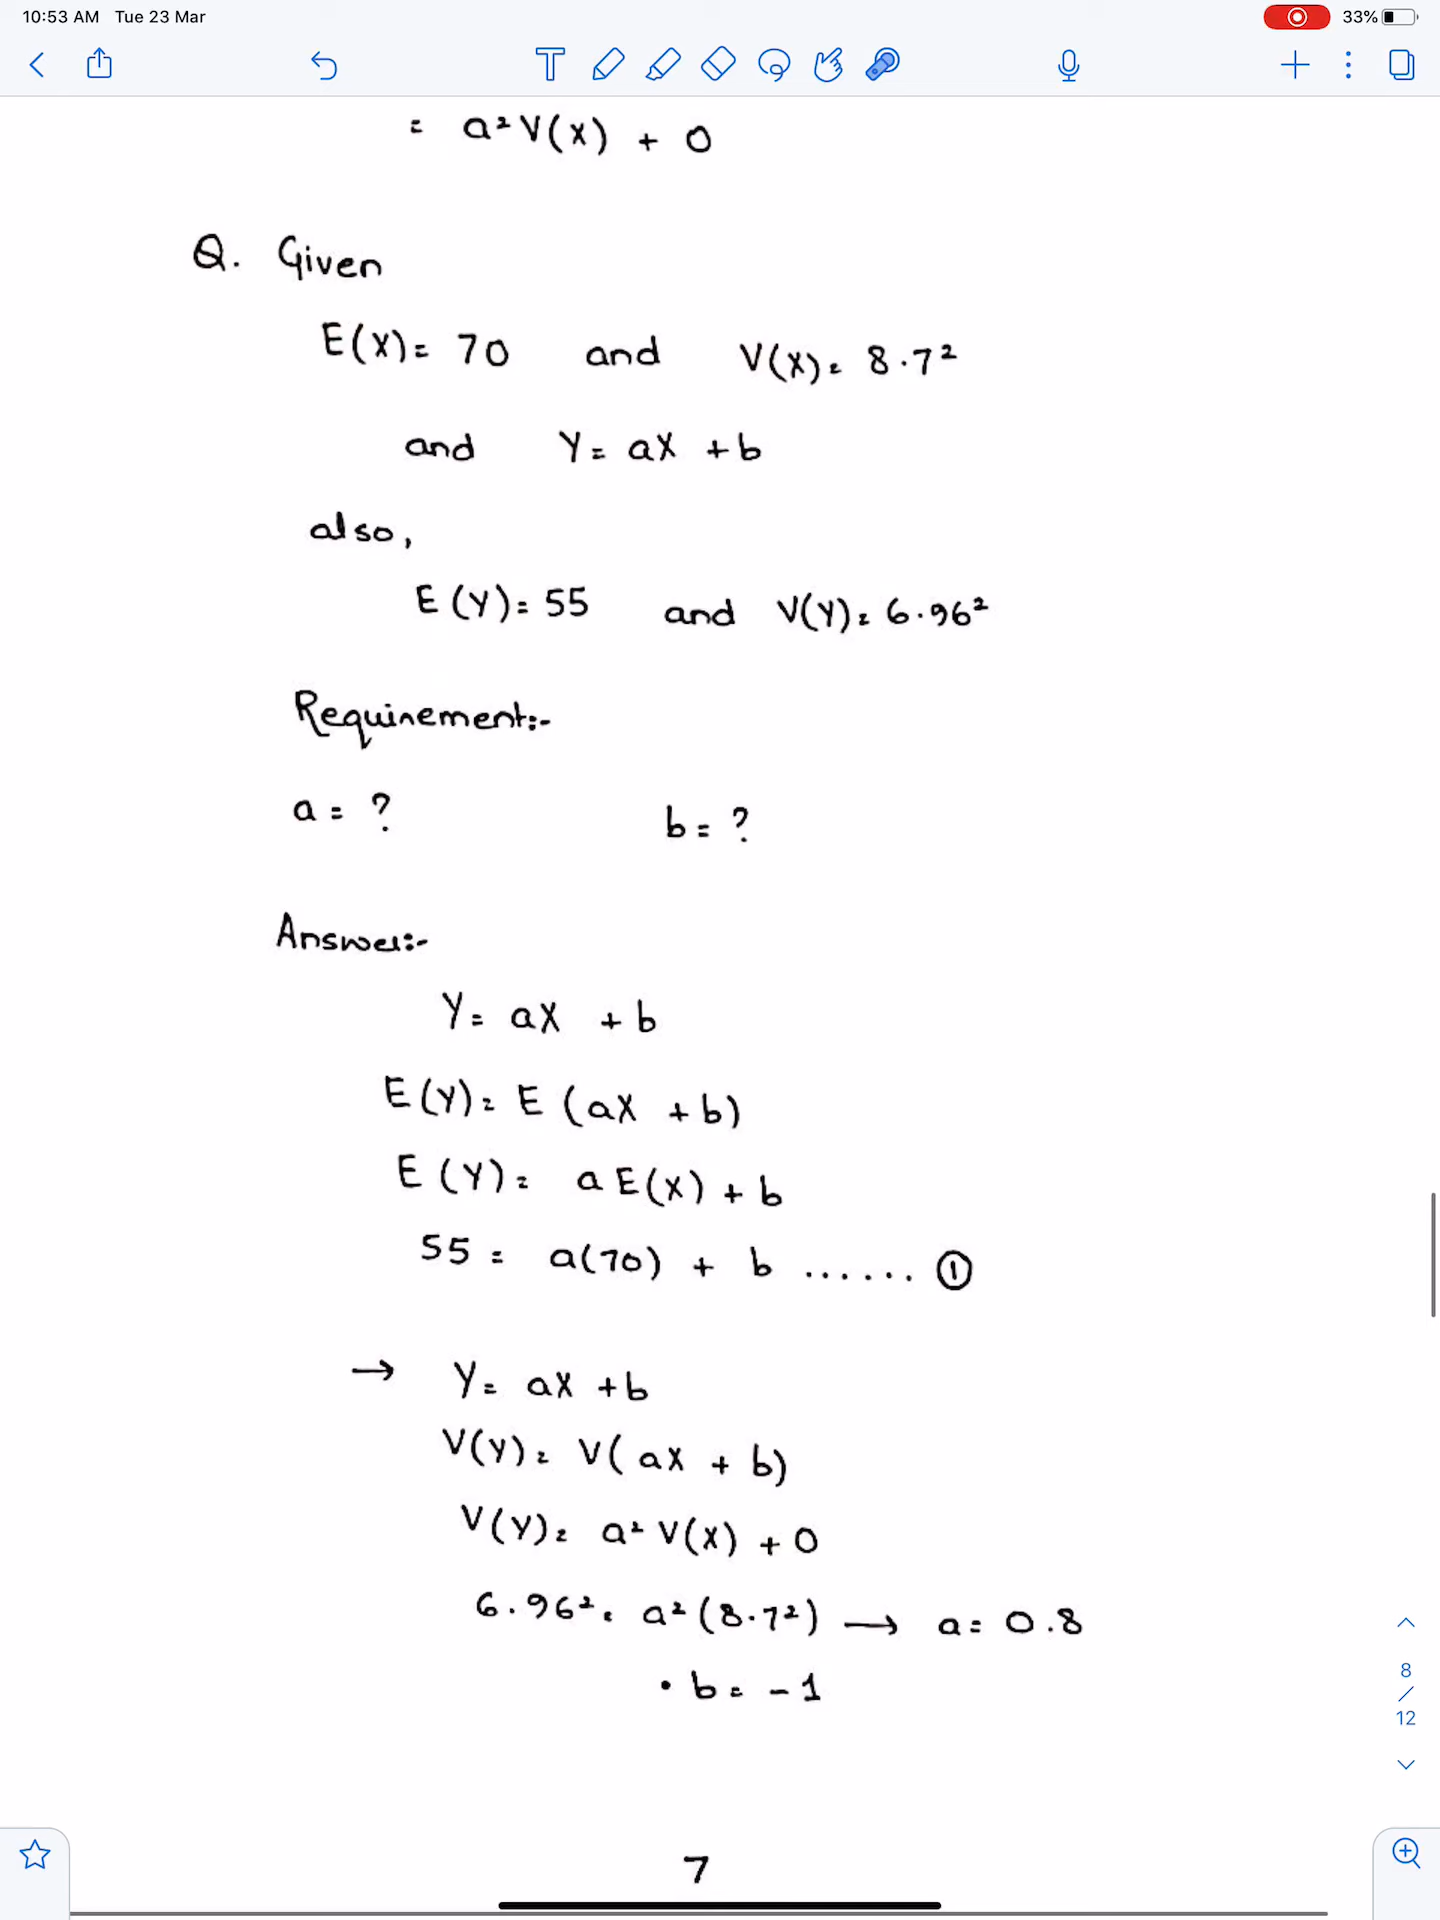 10:53 AM Tue 23 Mar 33%
= a²V(X) + 0
Q. Given
E(X) = 70 and V(X) = 8.7²
and Y = aX + b
also,
E(Y) = 55 and V(Y) = 6.96²
Requirement:-
a = ? b = ?
Answer:-
Y = aX + b
E(Y) = E (aX + b)
E(Y) = a E(X) + b
55 = a(70) + b ...... ①
→ Y = aX + b
V(Y) = V( aX + b)
V(Y) = a² V(X) + 0
6.96² = a² (8.7²) → a = 0.8
• b = -1
8
/
12
7